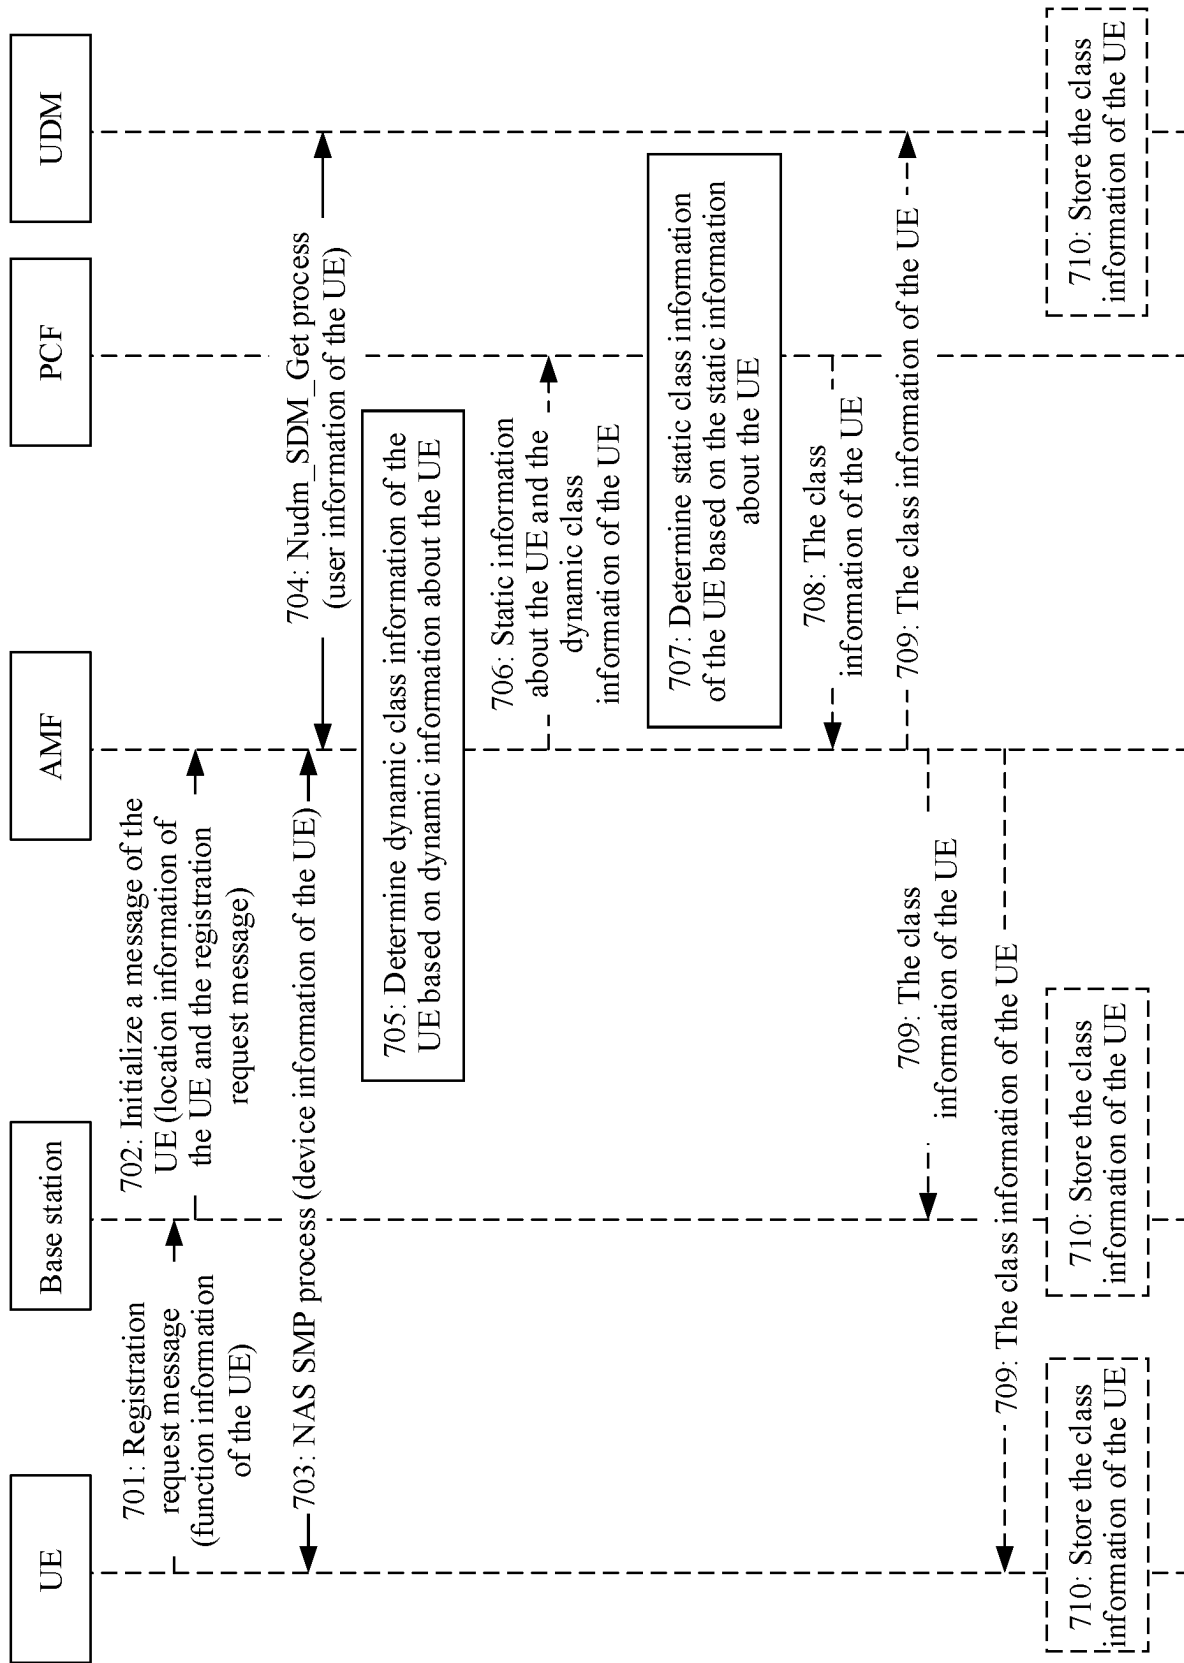 UE
Base station
AMF
PCF
UDM
701: Registration
request message
(function information
of the UE)
702: Initialize a message of the
UE (location information of
the UE and the registration
request message)
703: NAS SMP process (device information of the UE)
704: Nudm_SDM_Get process
(user information of the UE)
705: Determine dynamic class information of the
UE based on dynamic information about the UE
706: Static information
about the UE and the
dynamic class
information of the UE
707: Determine static class information
of the UE based on the static information
about the UE
708: The class
information of the UE
709: The class information of the UE
709: The class
information of the UE
709: The class information of the UE
710: Store the class
information of the UE
710: Store the class
information of the UE
710: Store the class
information of the UE